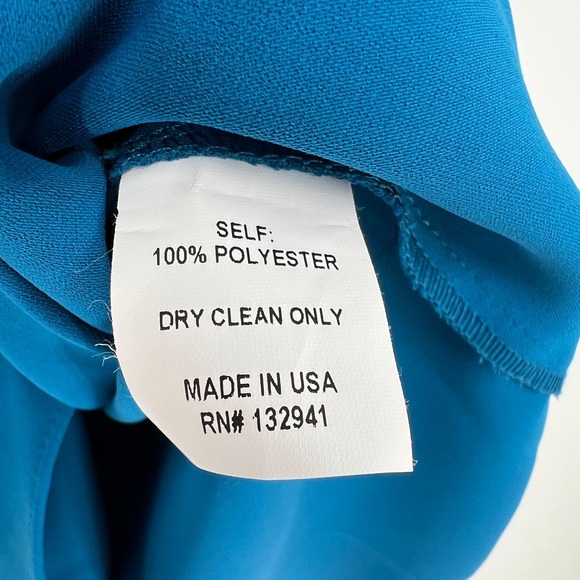 SELF:
100% POLYESTER
DRY CLEAN ONLY
MADE IN USA
RN# 132941